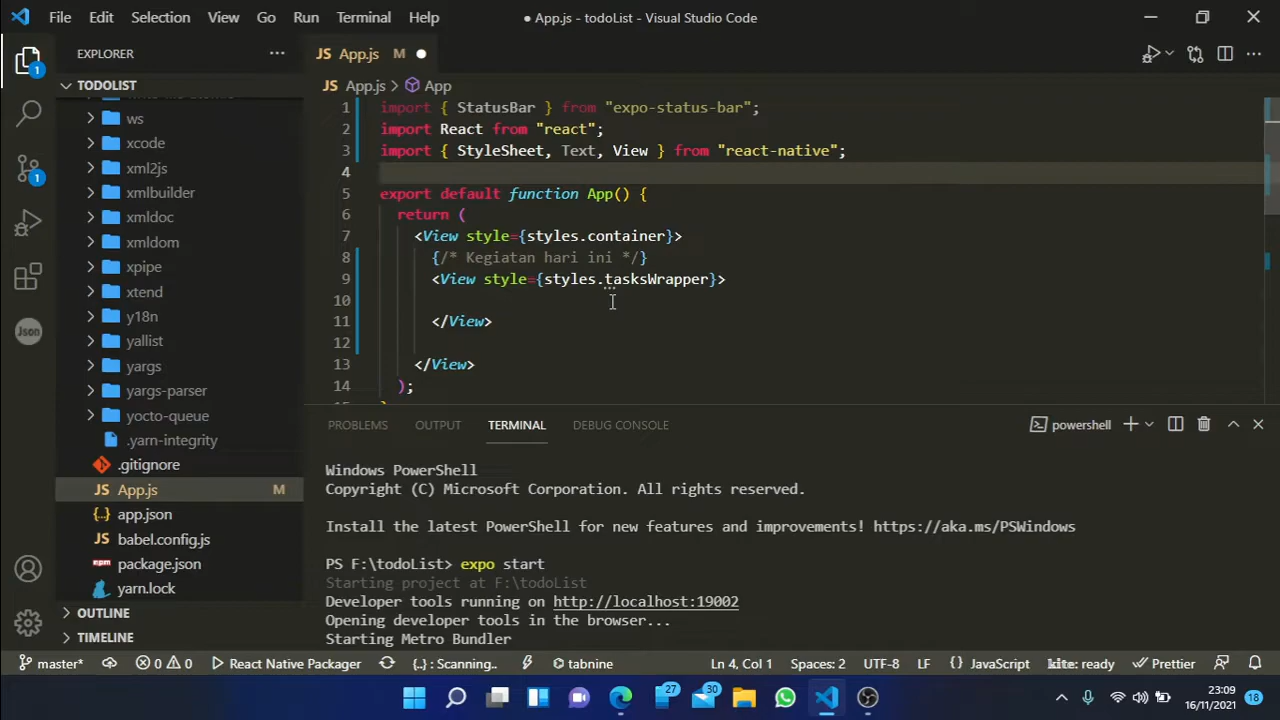 File Edit Selection View Go Run Terminal Help
● App.js - todoList - Visual Studio Code
EXPLORER
TODOLIST
ws
xcode
xml2js
xmlbuilder
xmldoc
xmldom
xpipe
xtend
y18n
yallist
yargs
yargs-parser
yocto-queue
.yarn-integrity
.gitignore
JS App.js M
app.json
JS babel.config.js
npm package.json
yarn.lock
OUTLINE
TIMELINE
1
1
Json
JS App.js M
JS App.js > App
1 import { StatusBar } from "expo-status-bar";
2 import React from "react";
3 import { StyleSheet, Text, View } from "react-native";
4
5 export default function App() {
6 return (
7 <View style={styles.container}>
8 {/* Kegiatan hari ini */}
9 <View style={styles.tasksWrapper}>
10
11 </View>
12
13 </View>
14 );
PROBLEMS OUTPUT TERMINAL DEBUG CONSOLE
powershell
Windows PowerShell
Copyright (C) Microsoft Corporation. All rights reserved.
Install the latest PowerShell for new features and improvements! https://aka.ms/PSWindows
PS F:\todoList> expo start
Starting project at F:\todoList
Developer tools running on http://localhost:19002
Opening developer tools in the browser...
Starting Metro Bundler
master* 0 0 React Native Packager {..} : Scanning.. tabnine Ln 4, Col 1 Spaces: 2 UTF-8 LF {} JavaScript kite: ready Prettier
27 30
23:09
16/11/2021
18